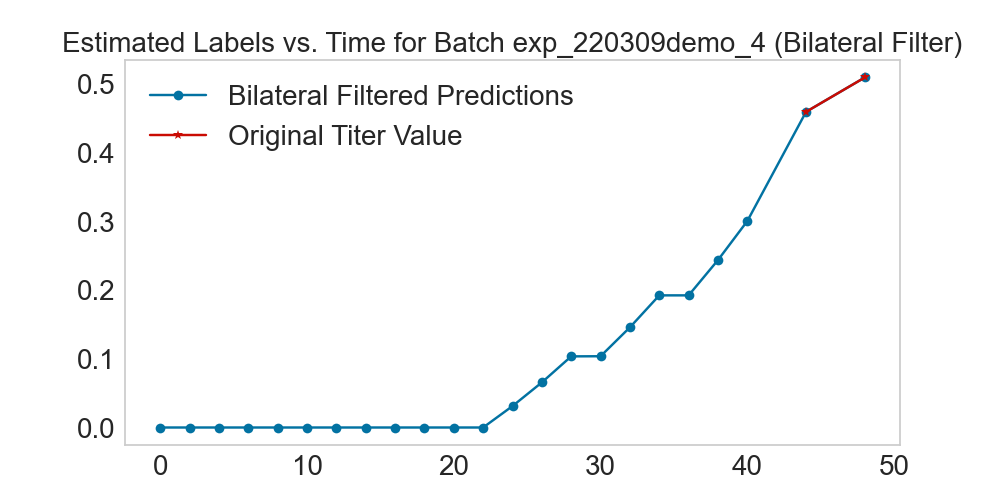 Estimated Labels vs. Time for Batch exp_220309demo_4 (Bilateral Filter)
Bilateral Filtered Predictions
Original Titer Value
0.5
0.4
0.3
0.2
0.1
0.0
0 10 20 30 40 50